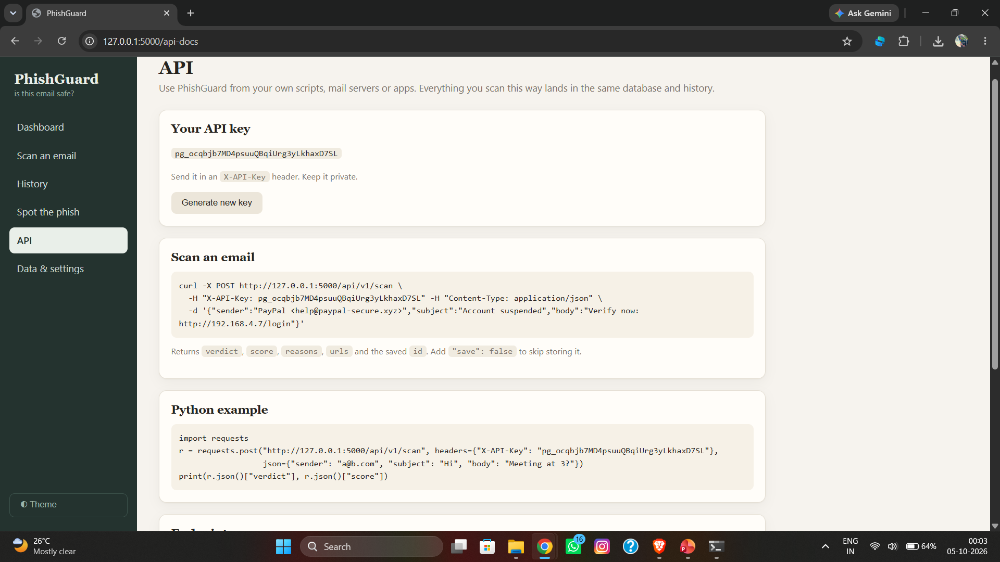 PhishGuard
Ask Gemini
127.0.0.1:5000/api-docs
PhishGuard
is this email safe?
Dashboard
Scan an email
History
Spot the phish
API
Data & settings
◐ Theme
API
Use PhishGuard from your own scripts, mail servers or apps. Everything you scan this way lands in the same database and history.
Your API key
pg_ocqbjb7MD4psuuQBqiUrg3yLkhaxD7SL
Send it in an X-API-Key header. Keep it private.
Generate new key
Scan an email
curl -X POST http://127.0.0.1:5000/api/v1/scan \
-H "X-API-Key: pg_ocqbjb7MD4psuuQBqiUrg3yLkhaxD7SL" -H "Content-Type: application/json" \
-d '{"sender":"PayPal <help@paypal-secure.xyz>","subject":"Account suspended","body":"Verify now:
http://192.168.4.7/login"}'
Returns verdict, score, reasons, urls and the saved id. Add "save": false to skip storing it.
Python example
import requests
r = requests.post("http://127.0.0.1:5000/api/v1/scan", headers={"X-API-Key": "pg_ocqbjb7MD4psuuQBqiUrg3yLkhaxD7SL"},
json={"sender": "a@b.com", "subject": "Hi", "body": "Meeting at 3?"})
print(r.json()["verdict"], r.json()["score"])
26°C
Mostly clear
Search
16
ENG
IN
64%
00:03
05-10-2026